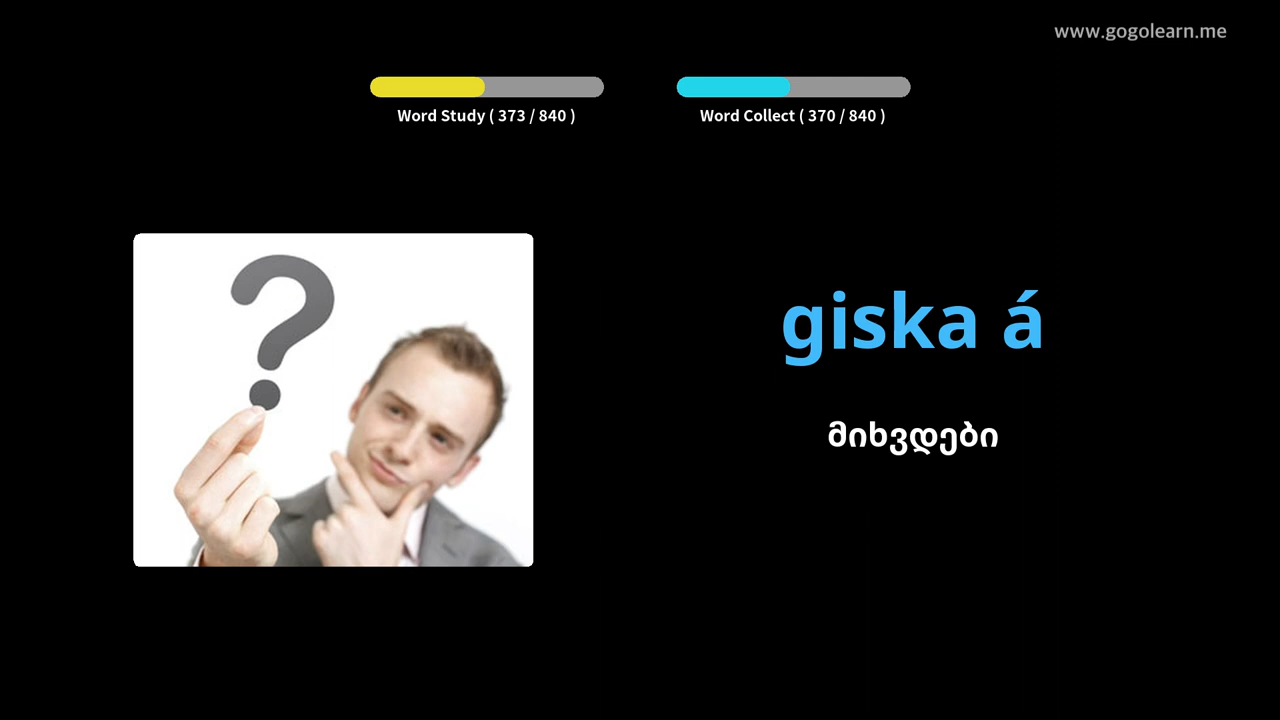 www.gogolearn.me
Word Study ( 373 / 840 )
Word Collect ( 370 / 840 )
?
giska á
მიხვდები